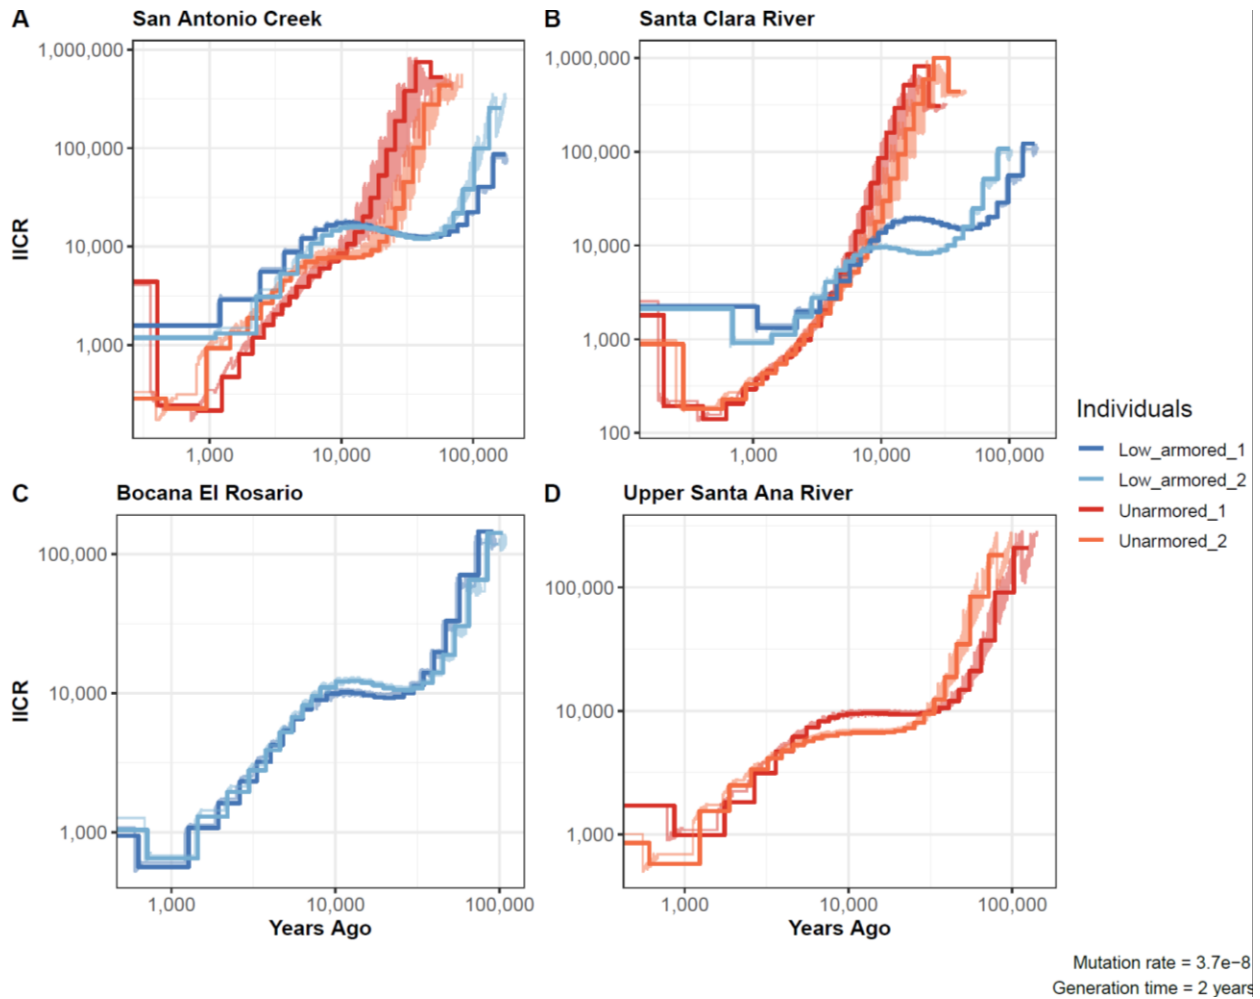 A San Antonio Creek
B Santa Clara River
1,000,000
100,000
10,000
1,000
IICR
1,000 10,000 100,000
1,000,000
100,000
10,000
1,000
100
1,000 10,000 100,000
Individuals
Low_armored_1
Low_armored_2
Unarmored_1
Unarmored_2
C Bocana El Rosario
D Upper Santa Ana River
100,000
10,000
1,000
IICR
1,000 10,000 100,000
Years Ago
100,000
10,000
1,000
1,000 10,000 100,000
Years Ago
Mutation rate = 3.7e−8
Generation time = 2 years